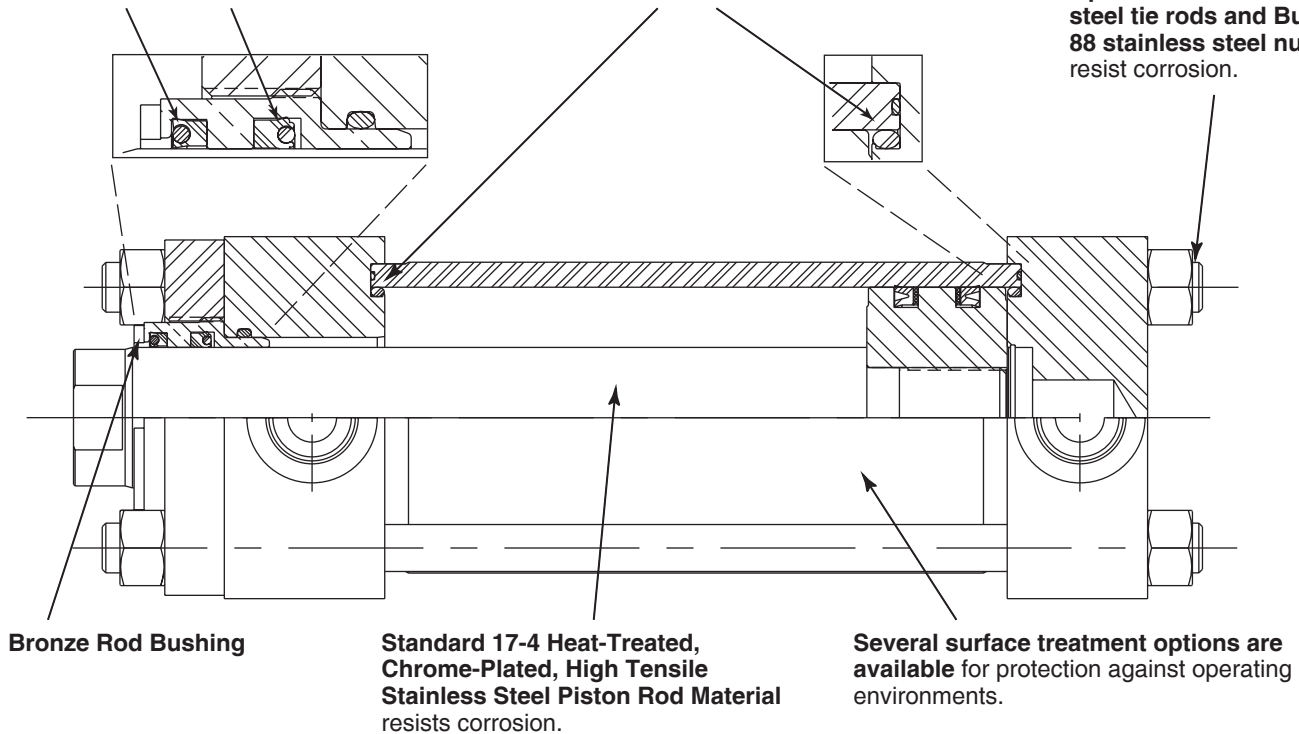 steel tie rods and
88 stainless steel
resist corrosion.
Bronze Rod Bushing
Standard 17-4 Heat-Treated,
Chrome-Plated, High Tensile
Stainless Steel Piston Rod Material
resists corrosion.
Several surface treatment options are
available for protection against operating
environments.